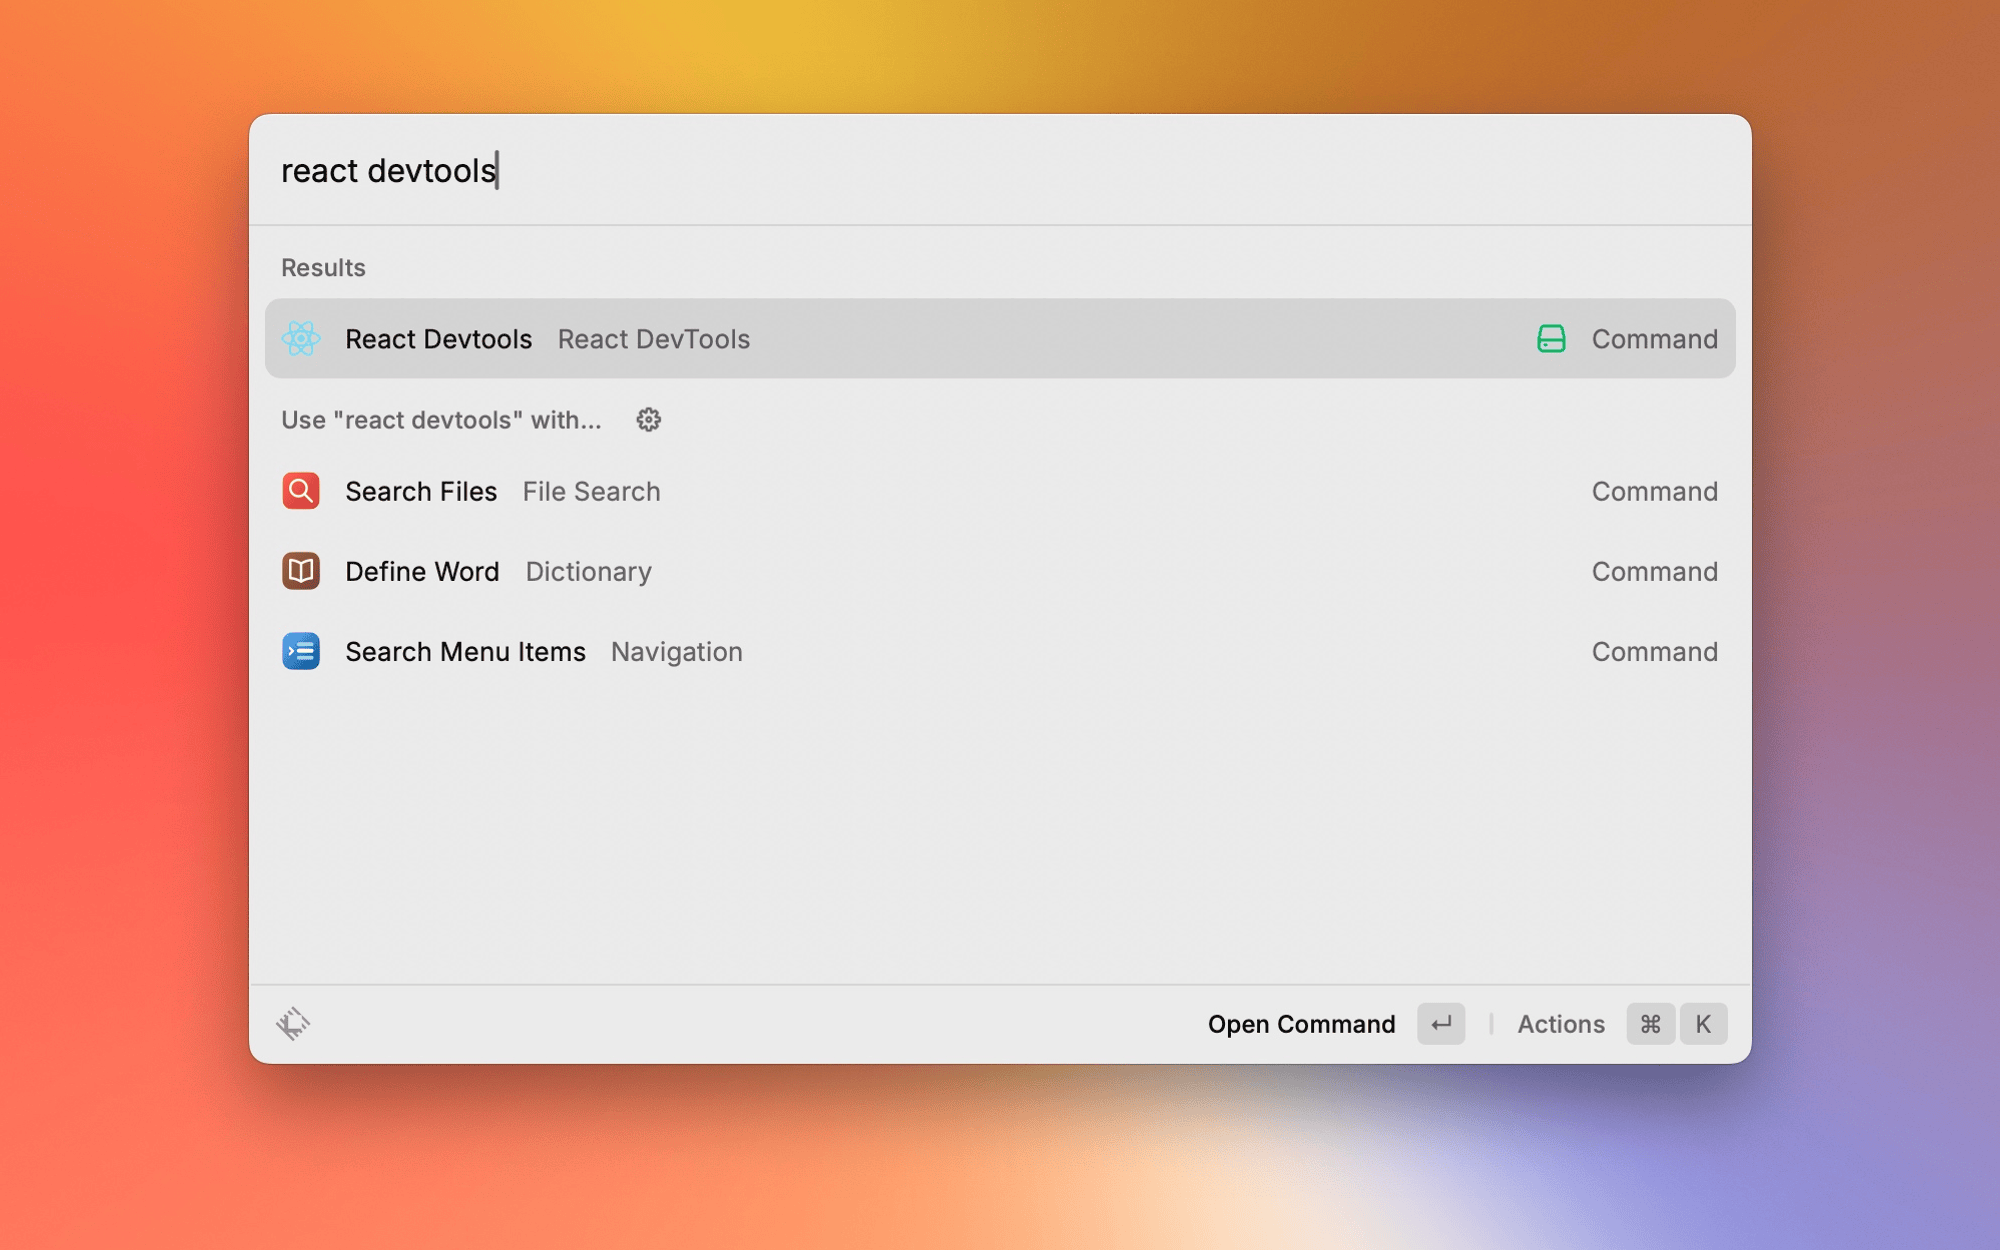 react devtools
Results
React Devtools React DevTools Command
Use "react devtools" with...
Search Files File Search Command
Define Word Dictionary Command
Search Menu Items Navigation Command
Open Command ↵ Actions ⌘ K